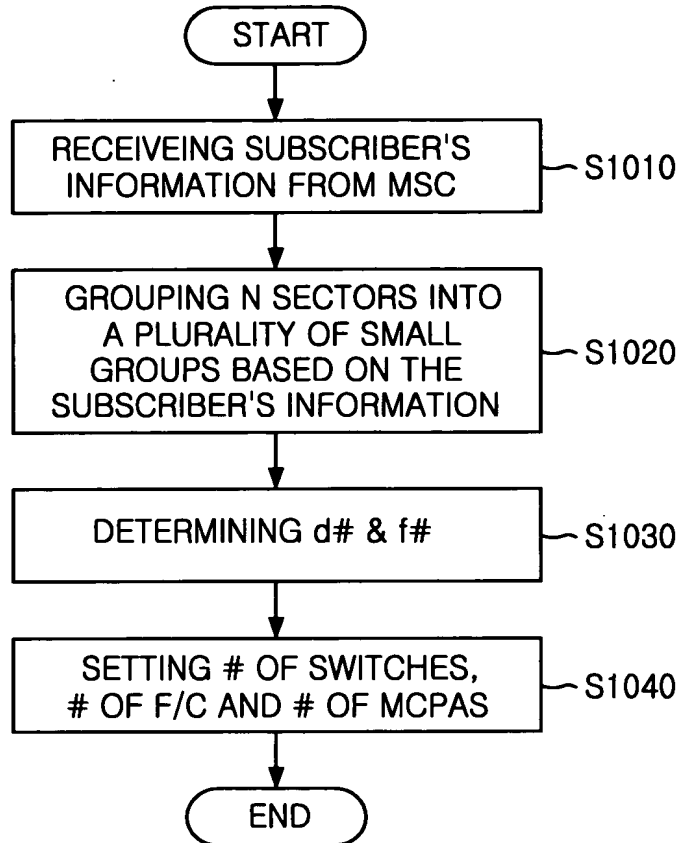 START
RECEIVEING SUBSCRIBER'S
INFORMATION FROM MSC
S1010
GROUPING N SECTORS INTO
A PLURALITY OF SMALL
GROUPS BASED ON THE
SUBSCRIBER'S INFORMATION
S1020
DETERMINING d# & f#
S1030
SETTING # OF SWITCHES,
# OF F/C AND # OF MCPAS
S1040
END